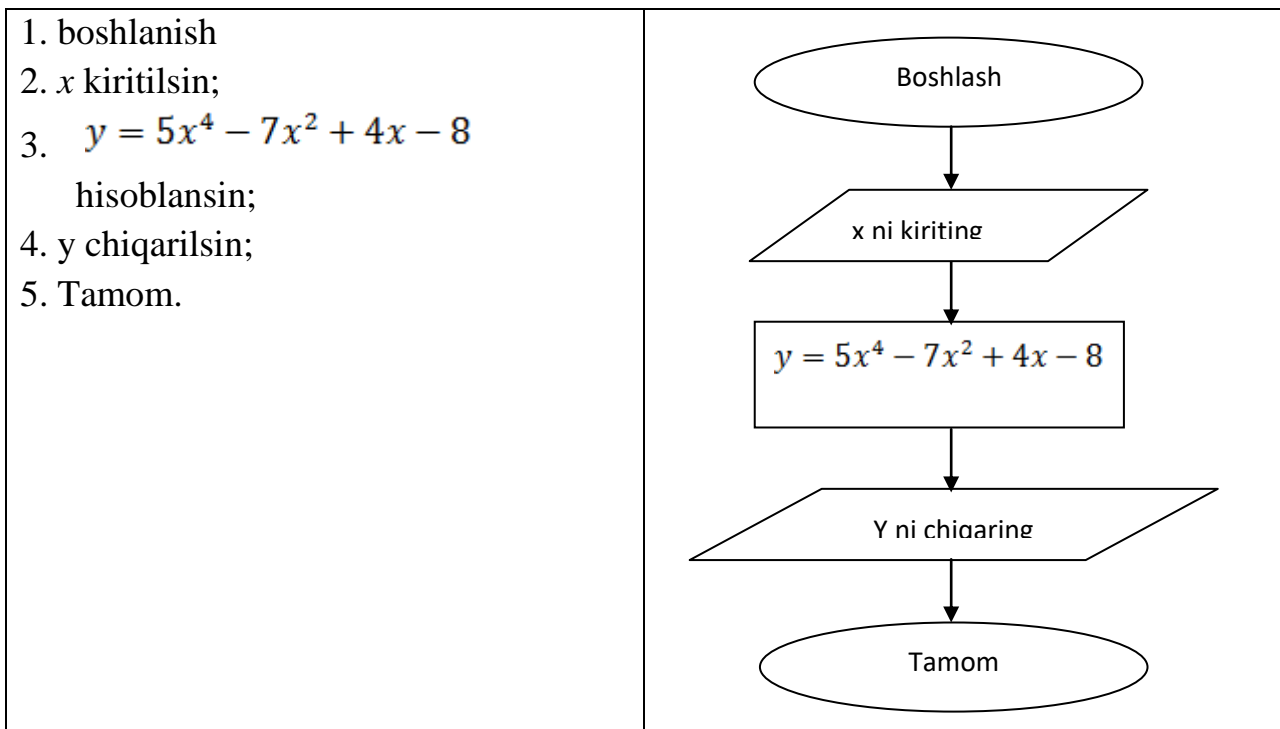 1. boshlanish
2. x kiritilsin;
3. y = 5x⁴ − 7x² + 4x − 8
hisoblansin;
4. y chiqarilsin;
5. Tamom.
Boshlash
x ni kiriting
y = 5x⁴ − 7x² + 4x − 8
Y ni chiqaring
Tamom